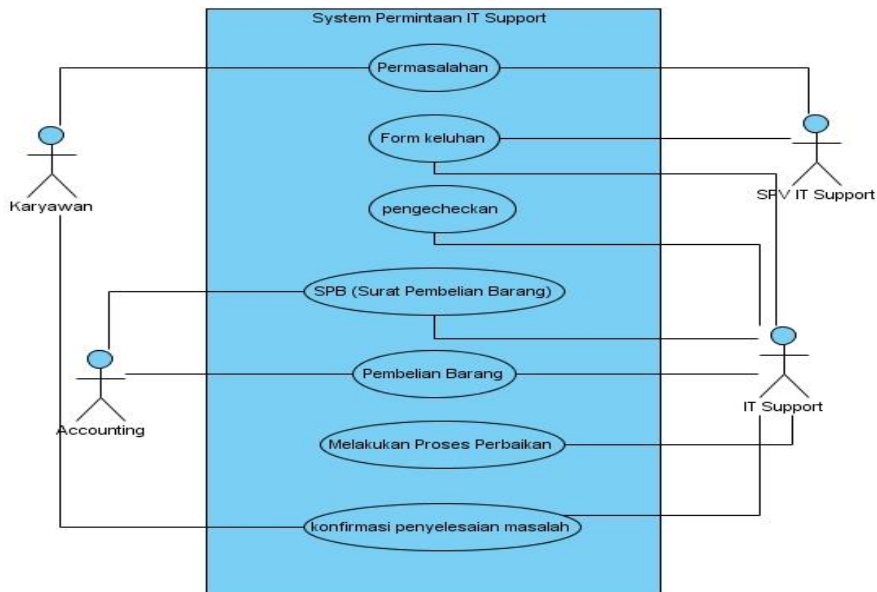 System Permintaan IT Support
Permasalahan
Form keluhan
Karyawan
SPV IT Support
pengecheckan
SPB (Surat Pembelian Barang)
Pembelian Barang
Accounting
IT Support
Melakukan Proses Perbaikan
konfirmasi penyelesaian masalah